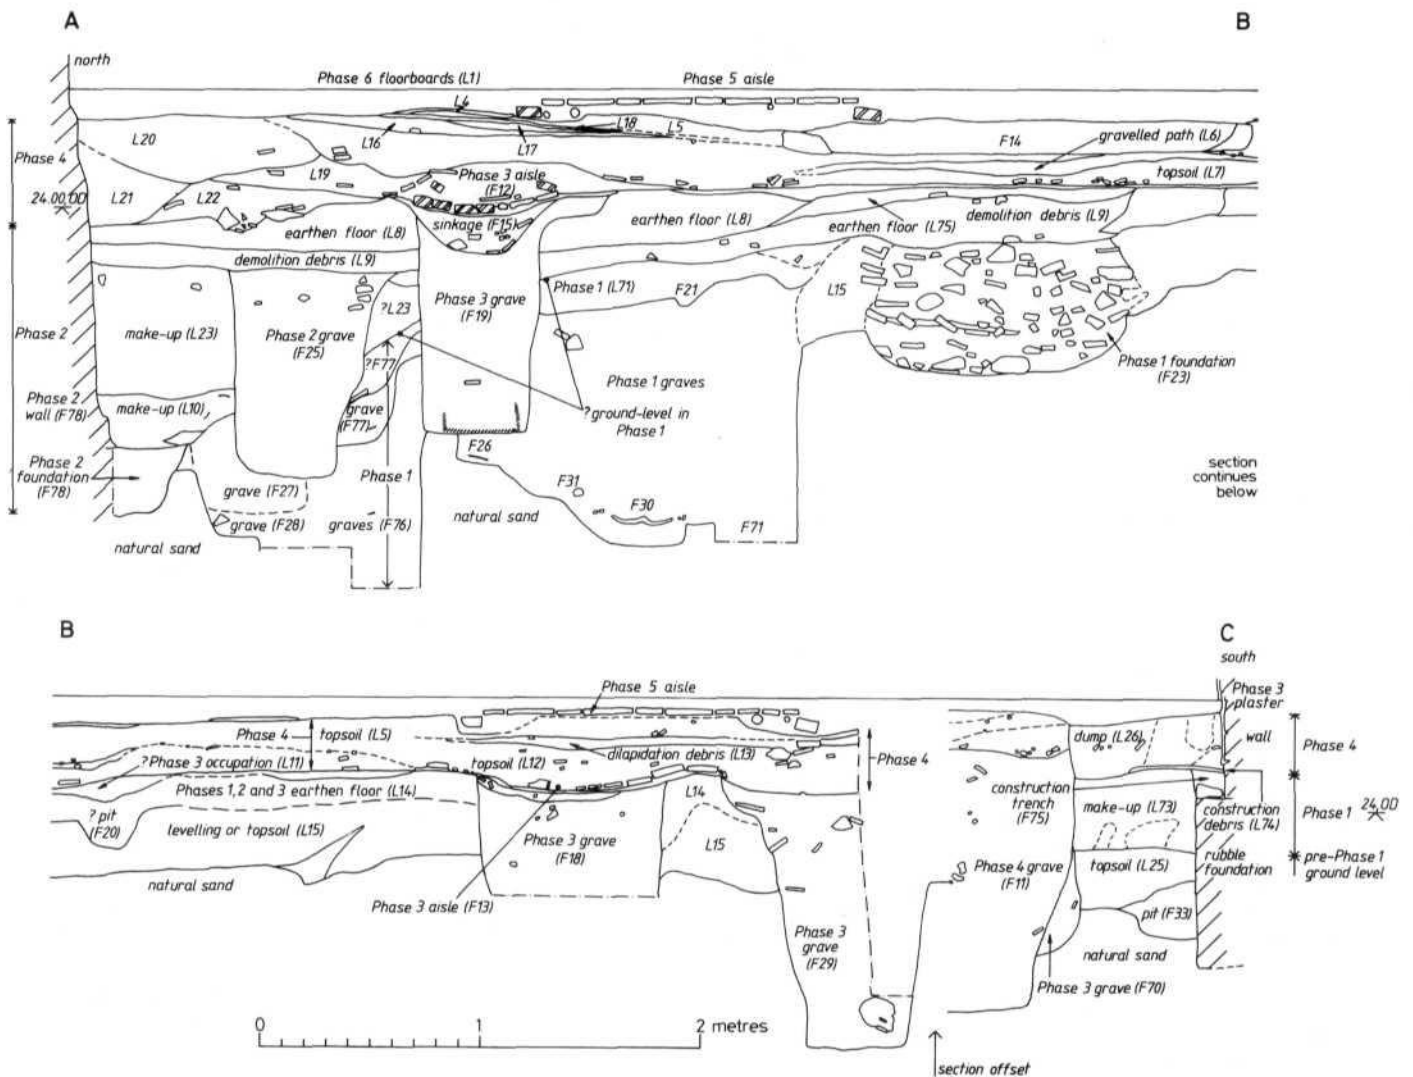 A
B
north
Phase 6 floorboards (L1)
Phase 5 aisle
L4
L18
L5
L20
L16
L17
F14
gravelled path (L6)
Phase 4
L19
Phase 3 aisle
(F12)
topsoil (L7)
24.00 OD
L21
L22
sinkage (F15)
earthen floor (L8)
earthen floor (L8)
demolition debris (L9)
earthen floor (L75)
demolition debris (L9)
Phase 1 (L71)
F21
L15
?L23
Phase 3 grave
(F19)
Phase 2
make-up (L23)
Phase 2 grave
(F25)
?F77
Phase 1 foundation
(F23)
Phase 1 graves
Phase 2
wall (F78)
make-up (L10)
grave
(F77)
?ground-level in
Phase 1
F26
Phase 2
foundation
(F78)
Phase 1
section
continues
below
grave (F27)
F31
F30
grave (F28)
graves (F76)
natural sand
F71
natural sand
B
C
south
Phase 5 aisle
Phase 3
plaster
Phase 4
topsoil (L5)
dump (L26)
wall
Phase 4
dilapidation debris (L13)
topsoil (L12)
Phase 4
?Phase 3 occupation (L11)
Phases 1,2 and 3 earthen floor (L14)
L14
construction
trench
(F75)
make-up (L73)
construction
debris (L74)
Phase 1
24.00
? pit
(F20)
levelling or topsoil (L15)
Phase 3 grave
(F18)
L15
Phase 4 grave
(F11)
topsoil (L25)
rubble
foundation
pre-Phase 1
ground level
natural sand
Phase 3 aisle (F13)
pit (F33)
Phase 3
grave
(F29)
natural sand
Phase 3 grave (F70)
0
1
2 metres
section offset